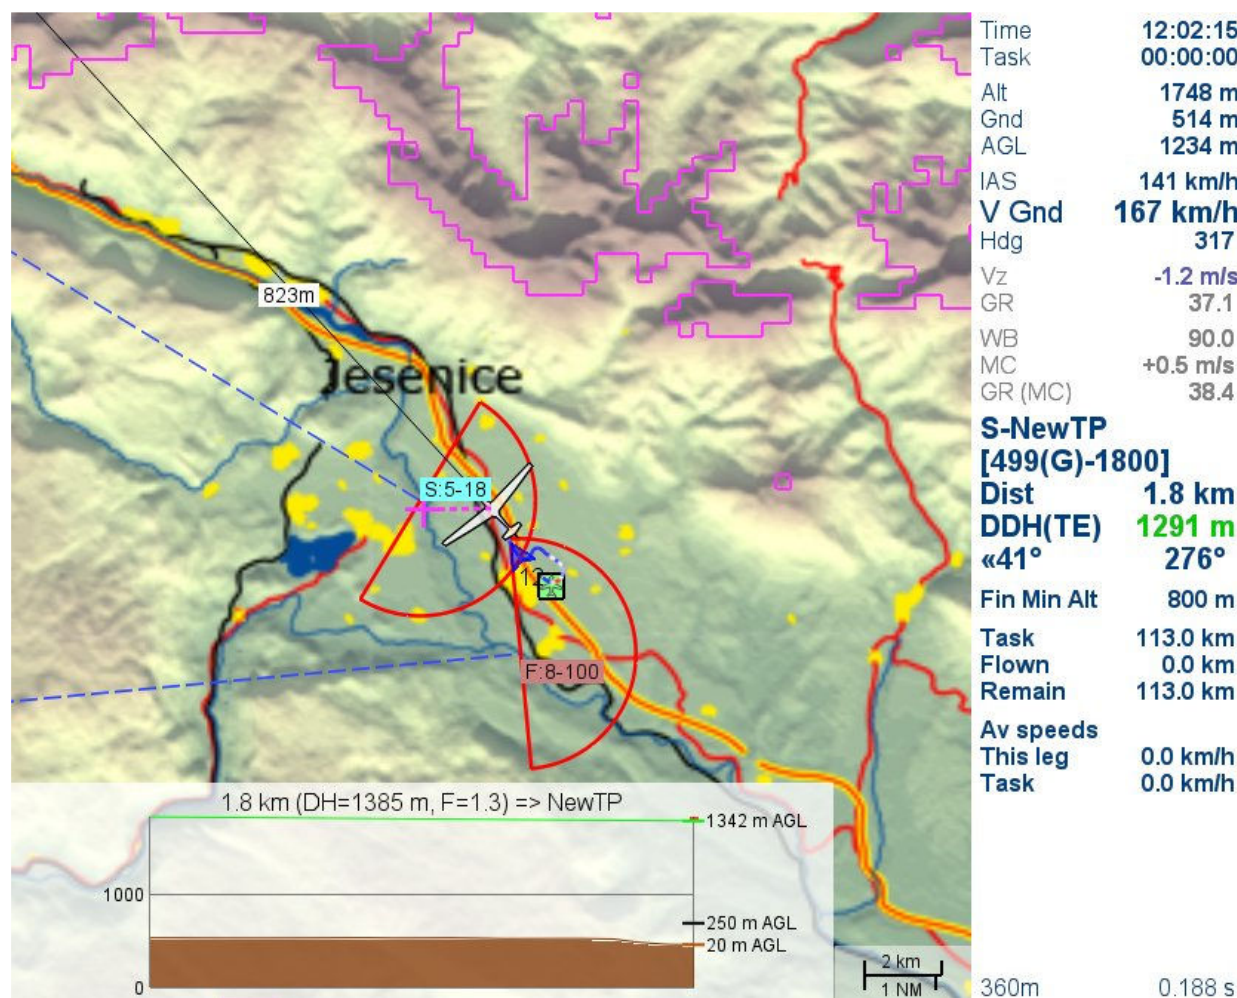 823m
Jesenice
S:5-18
12
F:8-100
1.8 km (DH=1385 m, F=1.3) => NewTP
1342 m AGL
1000
250 m AGL
20 m AGL
0
2 km
1 NM
Time 12:02:15
Task 00:00:00
Alt 1748 m
Gnd 514 m
AGL 1234 m
IAS 141 km/h
V Gnd 167 km/h
Hdg 317
Vz -1.2 m/s
GR 37.1
WB 90.0
MC +0.5 m/s
GR (MC) 38.4
S-NewTP
[499(G)-1800]
Dist 1.8 km
DDH(TE) 1291 m
«41° 276°
Fin Min Alt 800 m
Task 113.0 km
Flown 0.0 km
Remain 113.0 km
Av speeds
This leg 0.0 km/h
Task 0.0 km/h
360m 0.188 s